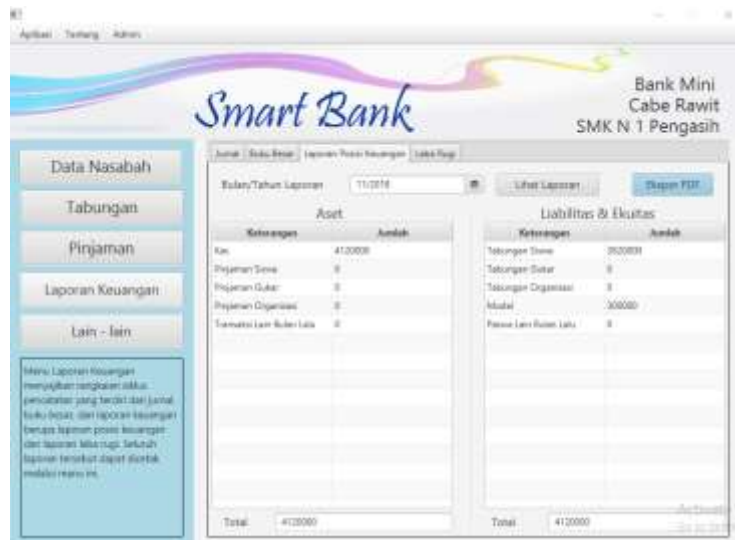 Aplikasi Tentang Admin
Smart Bank
Bank Mini
Cabe Rawit
SMK N 1 Pengasih
Data Nasabah
Tabungan
Pinjaman
Laporan Keuangan
Lain - lain
Menu Laporan Keuangan
menyajikan rangkaian siklus
pencatatan yang terdiri dari jurnal
buku besar, dan laporan keuangan
berupa laporan posisi keuangan
dan laporan laba rugi. Seluruh
laporan tersebut dapat dicetak
melalui menu ini.
Jurnal Buku Besar Laporan Posisi Keuangan Laba Rugi
Bulan/Tahun Laporan 11/2016 Lihat Laporan Ekspor PDF
Aset
Keterangan Jumlah
Kas 4120000
Pinjaman Siswa 0
Pinjaman Gukar 0
Pinjaman Organisasi 0
Transaksi Lain Bulan Lalu 0
Total 4120000
Liabilitas & Ekuitas
Keterangan Jumlah
Tabungan Siswa
Tabungan Gukar 0
Tabungan Organisasi 0
Modal 300000
Lain Bulan Lalu 0
Total 4120000